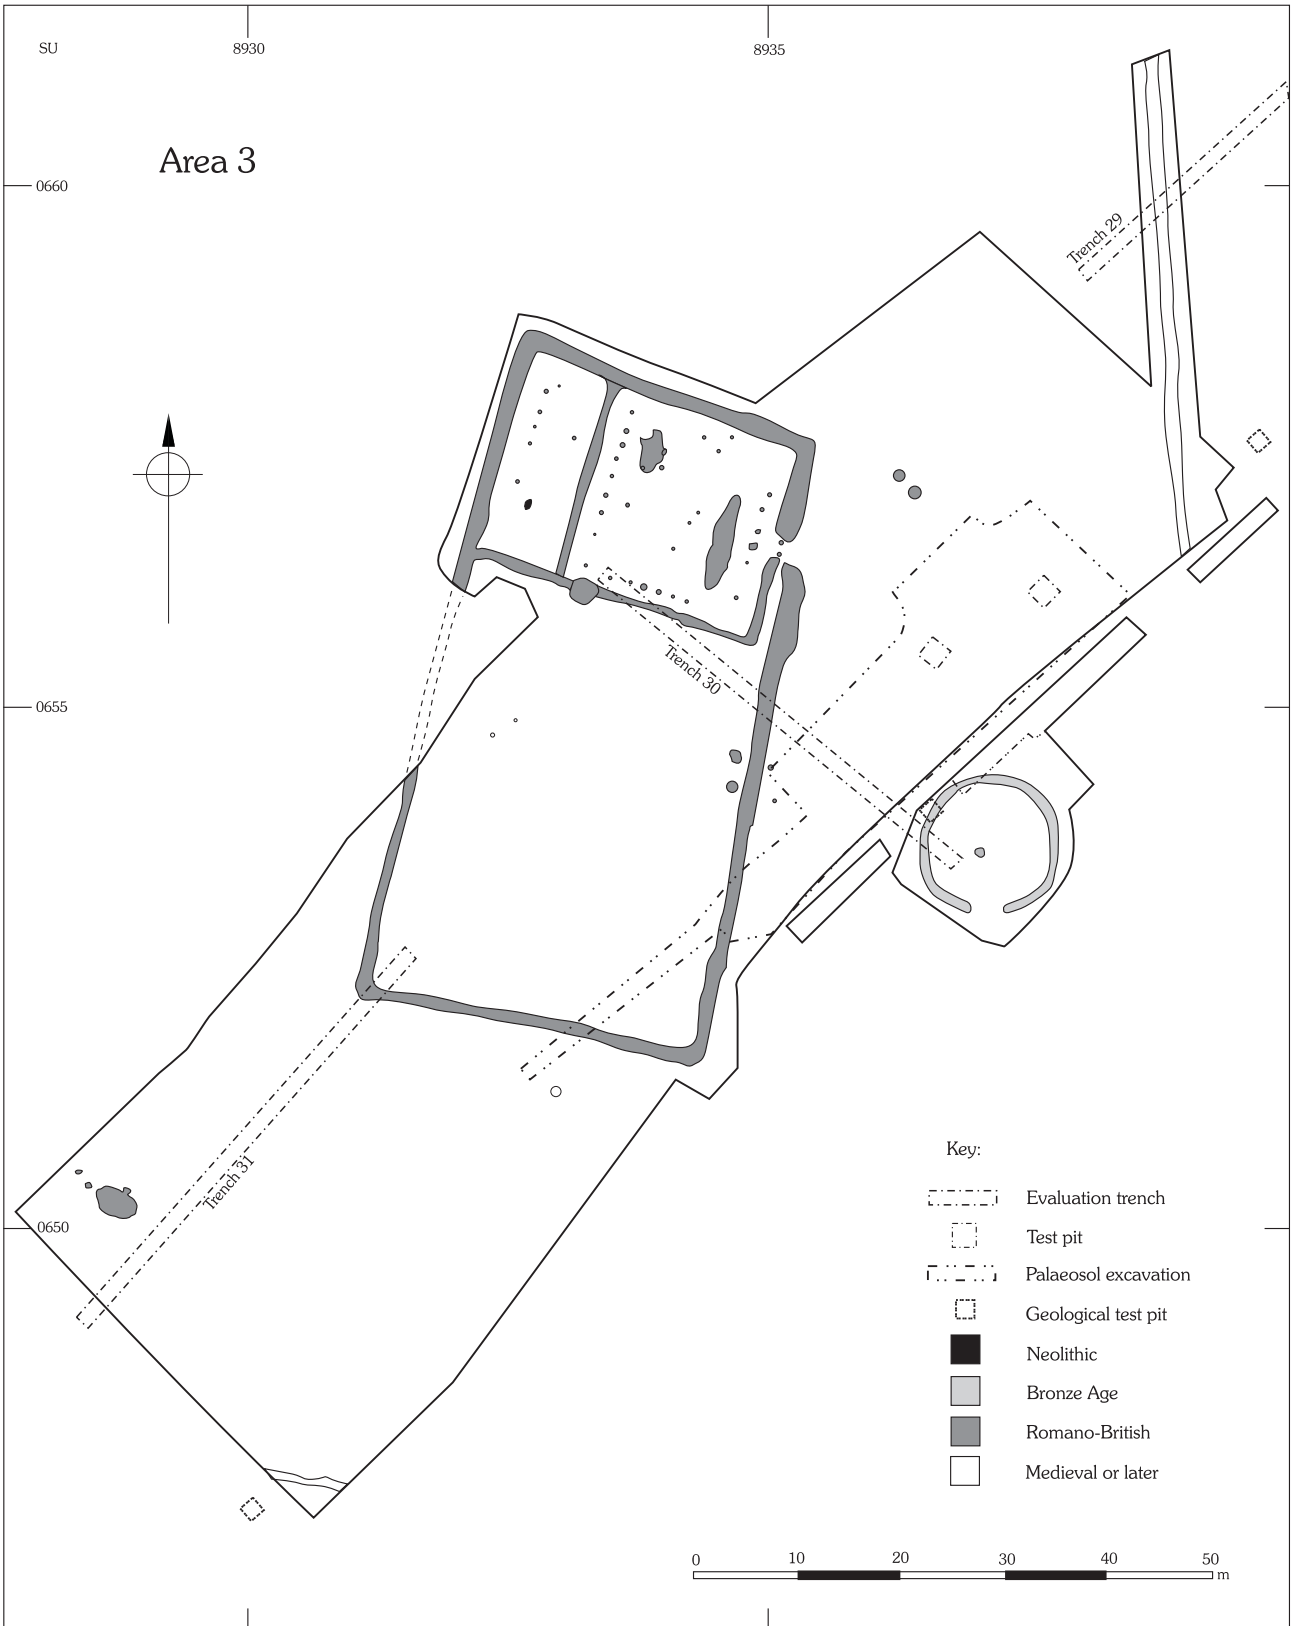 SU
8930
8935
Area 3
0660
Trench 29
Trench 30
0655
Trench 31
0650
Key:
Evaluation trench
Test pit
Palaeosol excavation
Geological test pit
Neolithic
Bronze Age
Romano-British
Medieval or later
0 10 20 30 40 50
m